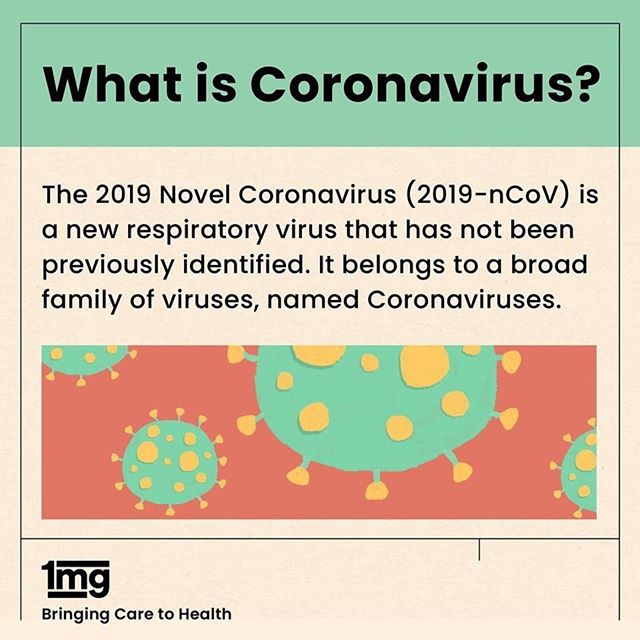 What is Coronavirus?
The 2019 Novel Coronavirus (2019-nCoV) is
a new respiratory virus that has not been
previously identified. It belongs to a broad
family of viruses, named Coronaviruses.
1mg
Bringing Care to Health